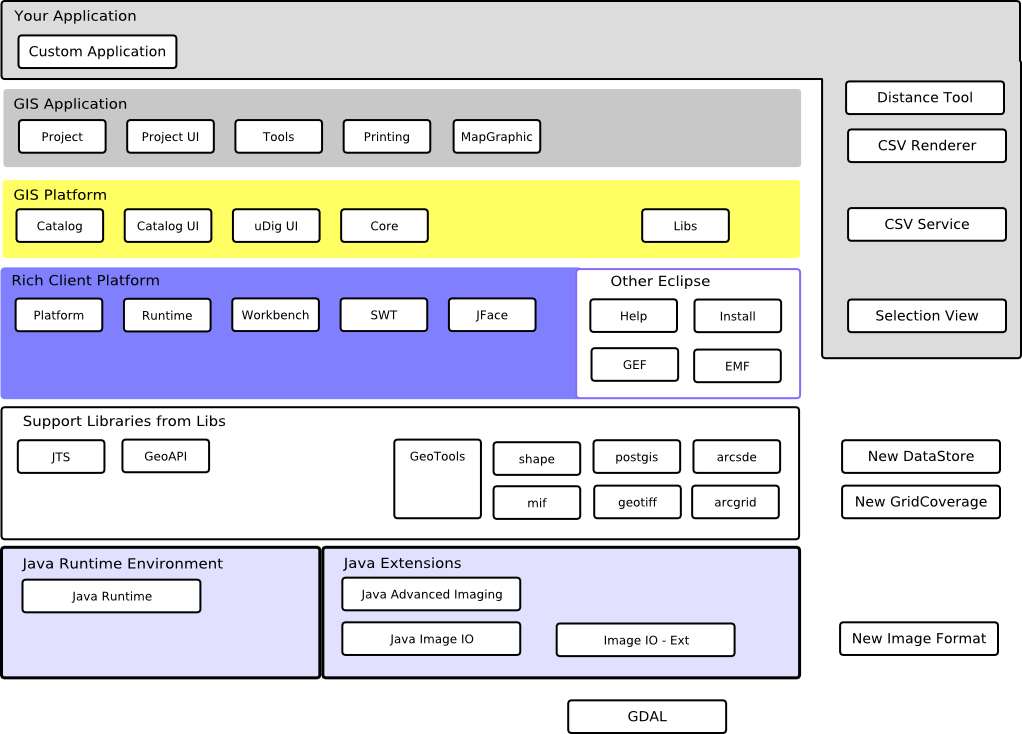 Your Application
Custom Application
Distance Tool
CSV Renderer
CSV Service
Selection View
GIS Application
Project
Project UI
Tools
Printing
MapGraphic
GIS Platform
Catalog
Catalog UI
uDig UI
Core
Libs
Rich Client Platform
Platform
Runtime
Workbench
SWT
JFace
Other Eclipse
Help
Install
GEF
EMF
Support Libraries from Libs
JTS
GeoAPI
GeoTools
shape
postgis
arcsde
mif
geotiff
arcgrid
New DataStore
New GridCoverage
Java Runtime Environment
Java Runtime
Java Extensions
Java Advanced Imaging
Java Image IO
Image IO - Ext
New Image Format
GDAL